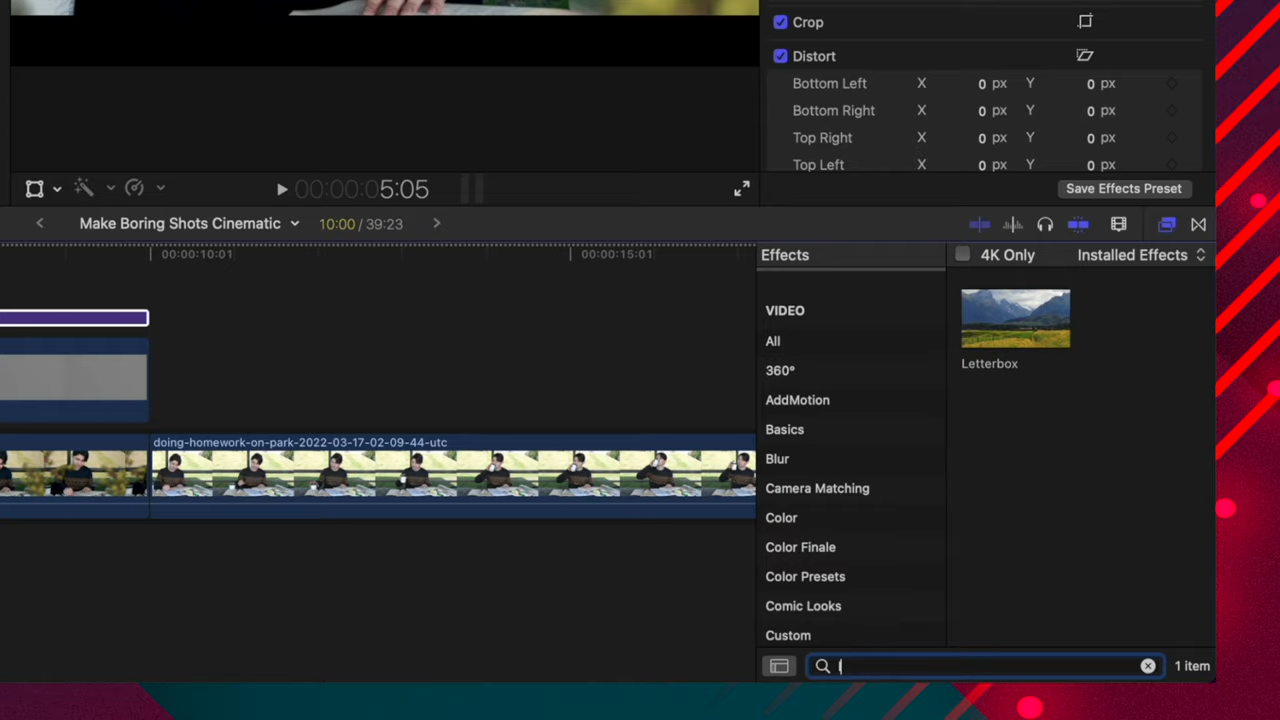 Crop
Distort
Bottom Left X 0 px Y 0 px
Bottom Right X 0 px Y 0 px
Top Right X 0 px Y 0 px
Top Left X 0 px Y 0 px
00:00:05:05
Save Effects Preset
Make Boring Shots Cinematic 10:00 / 39:23
00:00:10:01
00:00:15:01
Effects
4K Only
Installed Effects
VIDEO
All
360°
AddMotion
Basics
Blur
Camera Matching
Color
Color Finale
Color Presets
Comic Looks
Custom
Letterbox
doing-homework-on-park-2022-03-17-02-09-44-utc
1 item